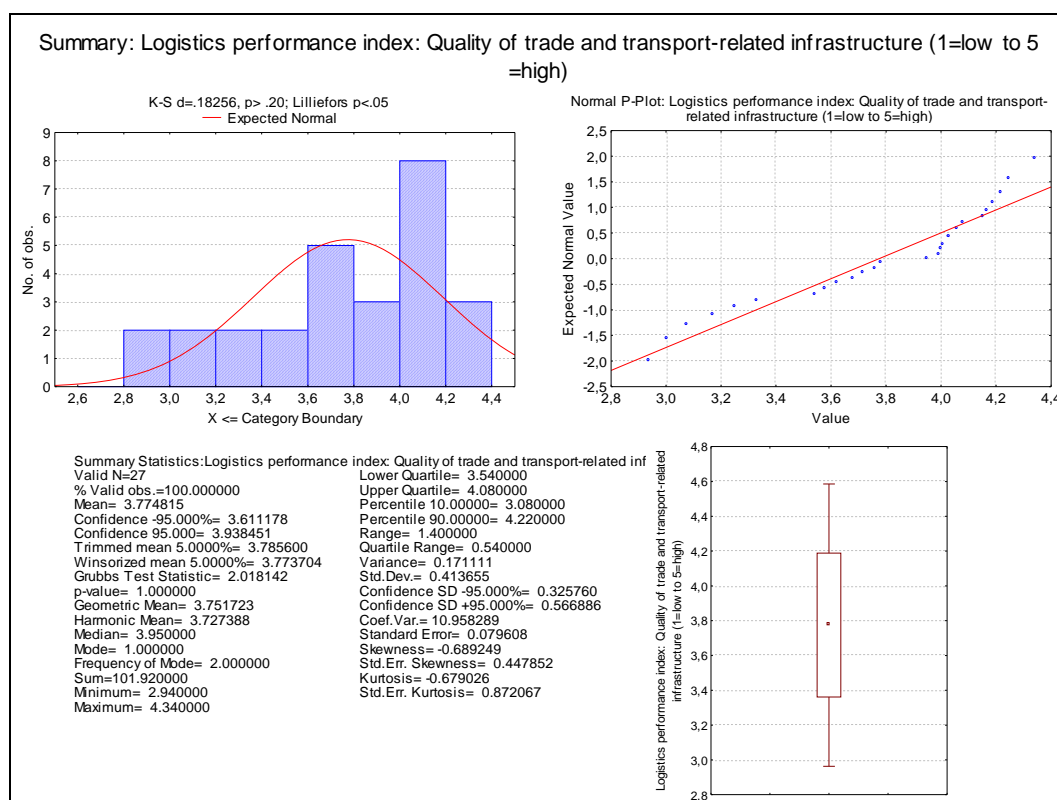 Summary: Logistics performance index: Quality of trade and transport-related infrastructure (1=low to 5
=high)
K-S d=.18256, p> .20; Lilliefors p<.05
Expected Normal
9
8
7
6
5
4
3
2
1
0
No. of obs.
2,6 2,8 3,0 3,2 3,4 3,6 3,8 4,0 4,2 4,4
X <= Category Boundary
Normal P-Plot: Logistics performance index: Quality of trade and transport-
related infrastructure (1=low to 5=high)
2,5
2,0
1,5
1,0
0,5
0,0
-0,5
-1,0
-1,5
-2,0
-2,5
Expected Normal Value
2,8 3,0 3,2 3,4 3,6 3,8 4,0 4,2 4,4
Value
Summary Statistics:Logistics performance index: Quality of trade and transport-related inf
Valid N=27
% Valid obs.=100.000000
Mean= 3.774815
Confidence -95.000%= 3.611178
Confidence 95.000= 3.938451
Trimmed mean 5.0000%= 3.785600
Winsorized mean 5.0000%= 3.773704
Grubbs Test Statistic= 2.018142
p-value= 1.000000
Geometric Mean= 3.751723
Harmonic Mean= 3.727388
Median= 3.950000
Mode= 1.000000
Frequency of Mode= 2.000000
Sum=101.920000
Minimum= 2.940000
Maximum= 4.340000
Lower Quartile= 3.540000
Upper Quartile= 4.080000
Percentile 10.00000= 3.080000
Percentile 90.00000= 4.220000
Range= 1.400000
Quartile Range= 0.540000
Variance= 0.171111
Std.Dev.= 0.413655
Confidence SD -95.000%= 0.325760
Confidence SD +95.000%= 0.566886
Coef.Var.= 10.958289
Standard Error= 0.079608
Skewness= -0.689249
Std.Err. Skewness= 0.447852
Kurtosis= -0.679026
Std.Err. Kurtosis= 0.872067
Logistics performance index: Quality of trade and transport-related
infrastructure (1=low to 5=high)
4,8
4,6
4,4
4,2
4,0
3,8
3,6
3,4
3,2
3,0
2,8